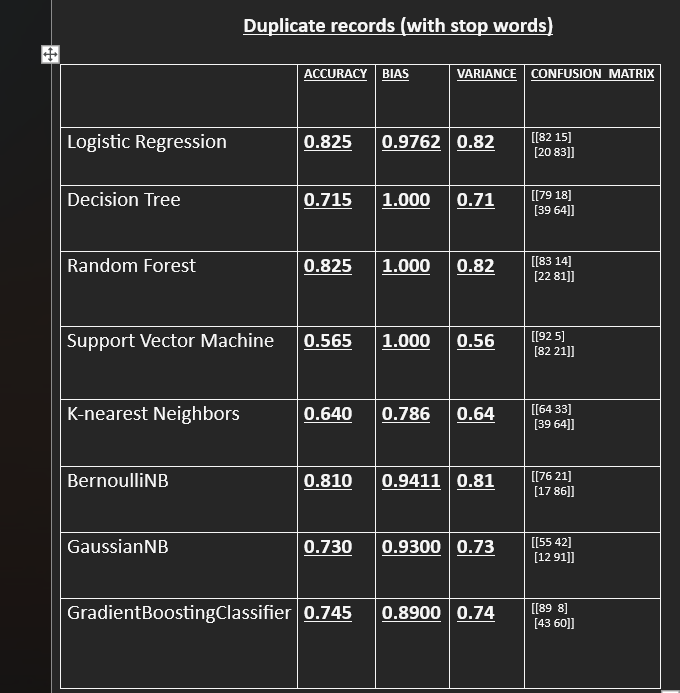 Duplicate records (with stop words)
ACCURACY BIAS VARIANCE CONFUSION MATRIX
Logistic Regression 0.825 0.9762 0.82 [[82 15]
[20 83]]
Decision Tree 0.715 1.000 0.71 [[79 18]
[39 64]]
Random Forest 0.825 1.000 0.82 [[83 14]
[22 81]]
Support Vector Machine 0.565 1.000 0.56 [[92 5]
[82 21]]
K-nearest Neighbors 0.640 0.786 0.64 [[64 33]
[39 64]]
BernoulliNB 0.810 0.9411 0.81 [[76 21]
[17 86]]
GaussianNB 0.730 0.9300 0.73 [[55 42]
[12 91]]
GradientBoostingClassifier 0.745 0.8900 0.74 [[89 8]
[43 60]]